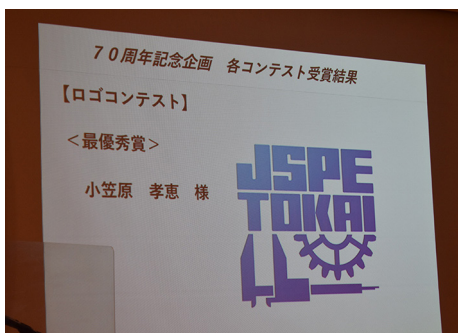 70周年記念企画 各コンテスト受賞結果
【ロゴコンテスト】
＜最優秀賞＞
小笠原 孝恵 様
JSPE
TOKAI